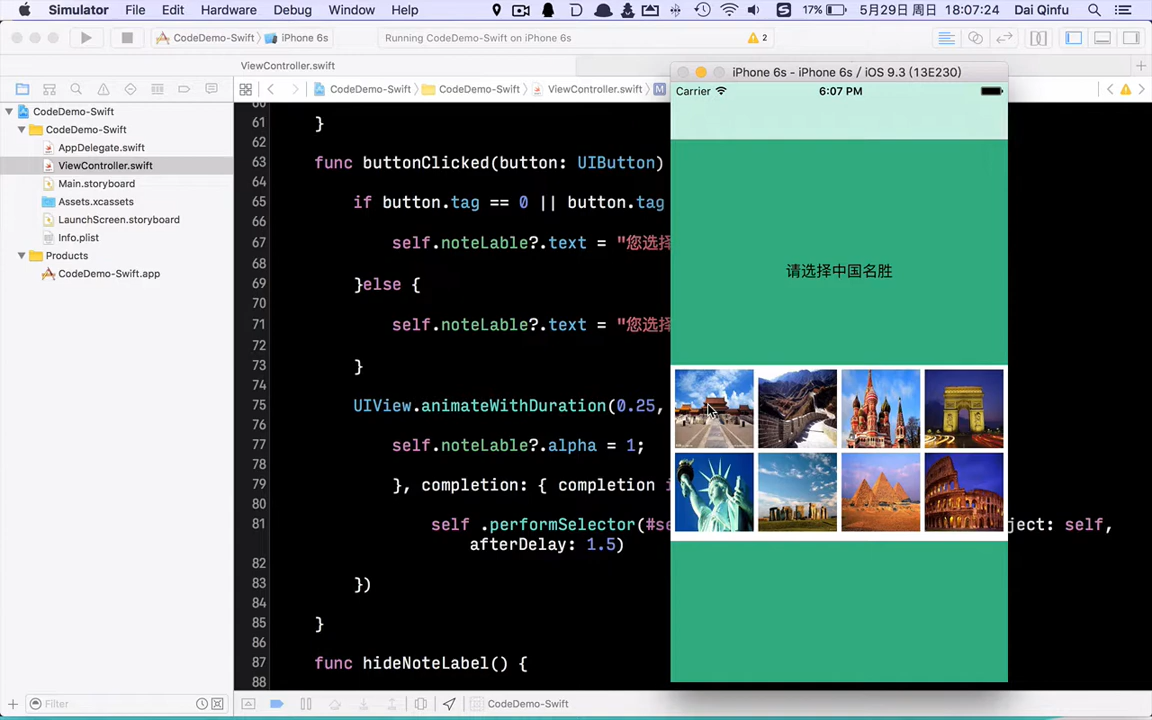 Simulator File Edit Hardware Debug Window Help 17% 5月29日 周日 18:07:24 Dai Qinfu
CodeDemo-Swift iPhone 6s Running CodeDemo-Swift on iPhone 6s 2
ViewController.swift
CodeDemo-Swift CodeDemo-Swift ViewController.swift M
CodeDemo-Swift
CodeDemo-Swift
AppDelegate.swift
ViewController.swift
Main.storyboard
Assets.xcassets
LaunchScreen.storyboard
Info.plist
Products
CodeDemo-Swift.app
Filter
61 }
62
63 func buttonClicked(button: UIButton)
64
65 if button.tag == 0 || button.tag
66
67 self.noteLable?.text = "您选择
68
69 }else {
70
71 self.noteLable?.text = "您选择
72
73 }
74
75 UIView.animateWithDuration(0.25,
76
77 self.noteLable?.alpha = 1;
78
79 }, completion: { completion i
80
81 self .performSelector(#se ject: self,
afterDelay: 1.5)
82
83 })
84
85 }
86
87 func hideNoteLabel() {
88
CodeDemo-Swift
iPhone 6s - iPhone 6s / iOS 9.3 (13E230)
Carrier 6:07 PM
请选择中国名胜